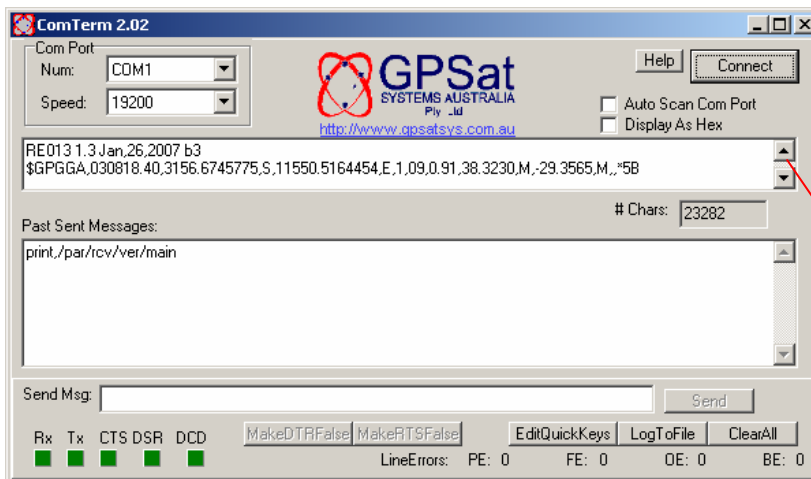 ComTerm 2.02
Com Port
Num: COM1
Speed: 19200
GPSat
SYSTEMS AUSTRALIA
Pty Ltd
http://www.gpsatsys.com.au
Help Connect
Auto Scan Com Port
Display As Hex
RE013 1.3 Jan,26,2007 b3
$GPGGA,030818.40,3156.6745775,S,11550.5164454,E,1,09,0.91,38.3230,M,-29.3565,M,,*5B
# Chars: 23282
Past Sent Messages:
print,/par/rcv/ver/main
Send Msg: Send
Rx Tx CTS DSR DCD MakeDTRFalse MakeRTSFalse EditQuickKeys LogToFile ClearAll
LineErrors: PE: 0 FE: 0 OE: 0 BE: 0